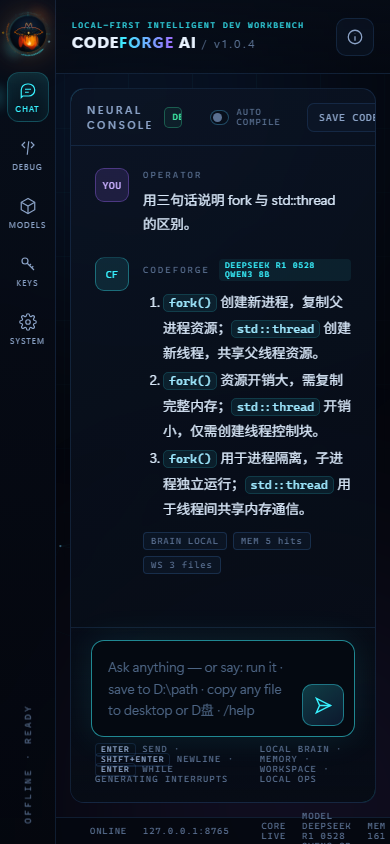 LOCAL-FIRST INTELLIGENT DEV WORKBENCH
CODEFORGE AI / v1.0.4
CHAT
DEBUG
MODELS
KEYS
SYSTEM
OFFLINE · READY
NEURAL
CONSOLE
AUTO
COMPILE
SAVE CODE
YOU
OPERATOR
用三句话说明 fork 与 std::thread
的区别。
CF
CODEFORGE
DEEPSEEK R1 0528
QWEN3 8B
1. fork() 创建新进程，复制父
进程资源；std::thread 创建
新线程，共享父线程资源。
2. fork() 资源开销大，需复制
完整内存；std::thread 开销
小，仅需创建线程控制块。
3. fork() 用于进程隔离，子进
程独立运行；std::thread 用
于线程间共享内存通信。
BRAIN LOCAL
MEM 5 hits
WS 3 files
Ask anything — or say: run it ·
save to D:\path · copy any file
to desktop or D盘 · /help
ENTER SEND ·
SHIFT+ENTER NEWLINE ·
ENTER WHILE
GENERATING INTERRUPTS
LOCAL BRAIN ·
MEMORY ·
WORKSPACE ·
LOCAL OPS
ONLINE
127.0.0.1:8765
CORE
LIVE
MODEL
DEEPSEEK
R1 0528
MEM
161